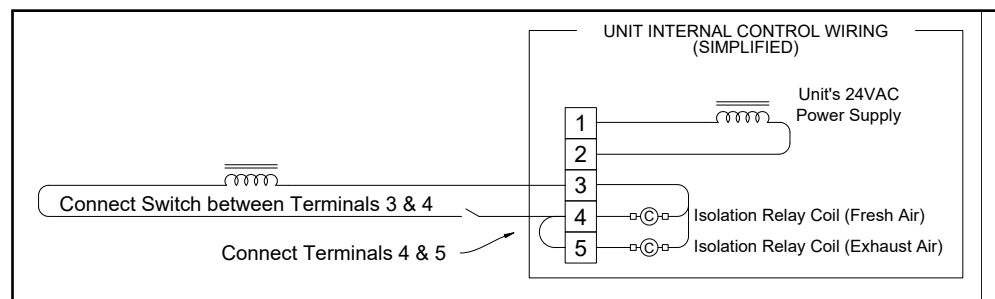 UNIT INTERNAL CONTROL WIRING
(SIMPLIFIED)
Unit's 24VAC
Power Supply
1
2
3
4
5
Connect Switch between Terminals 3 & 4
C Isolation Relay Coil (Fresh Air)
C Isolation Relay Coil (Exhaust Air)
Connect Terminals 4 & 5